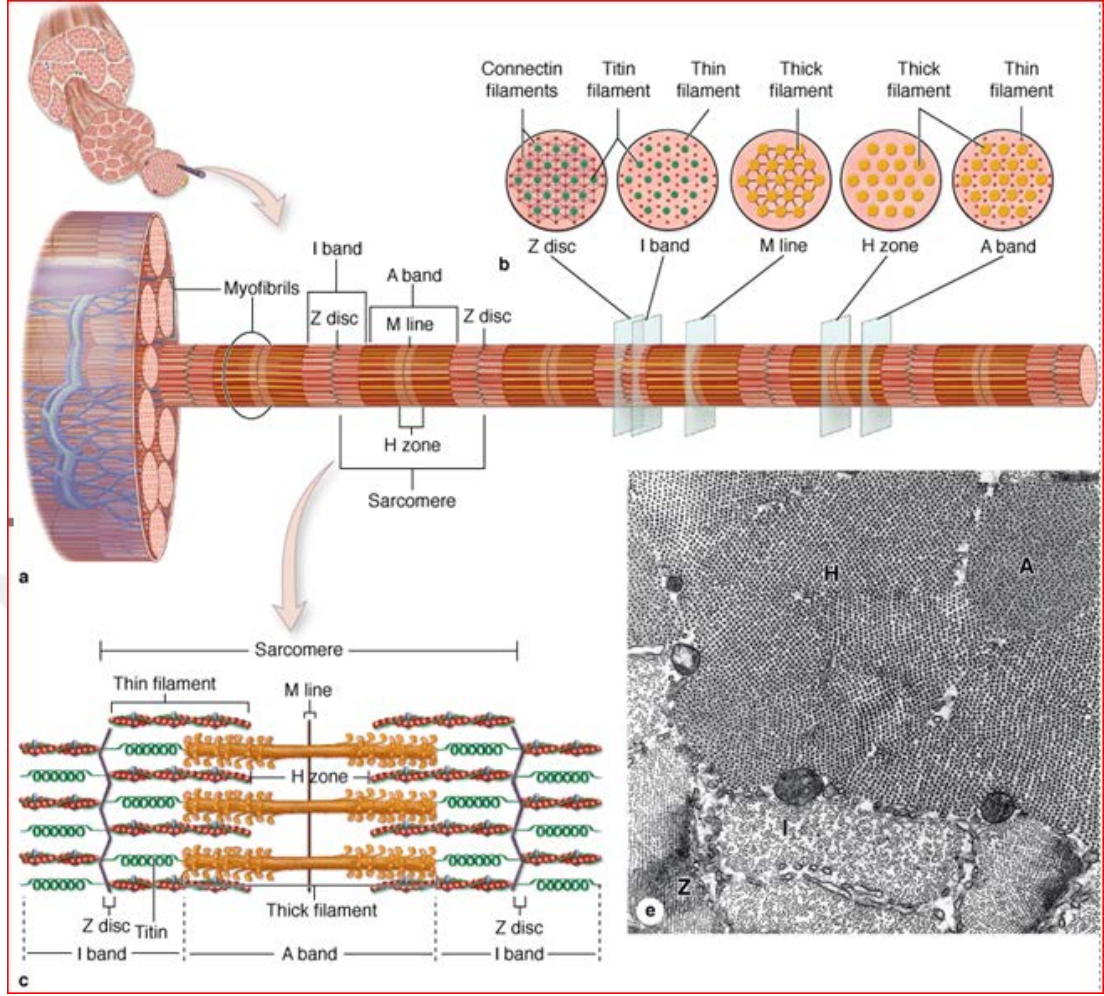 Connectin
filaments
Titin
filament
Thin
filament
Thick
filament
Thick
filament
Thin
filament
Z disc
I band
M line
H zone
A band
b
I band
A band
Myofibrils
Z disc
M line
Z disc
H zone
Sarcomere
a
H
A
I
Z
e
Sarcomere
Thin filament
M line
H zone
Thick filament
Z disc
Titin
Z disc
I band
A band
I band
c